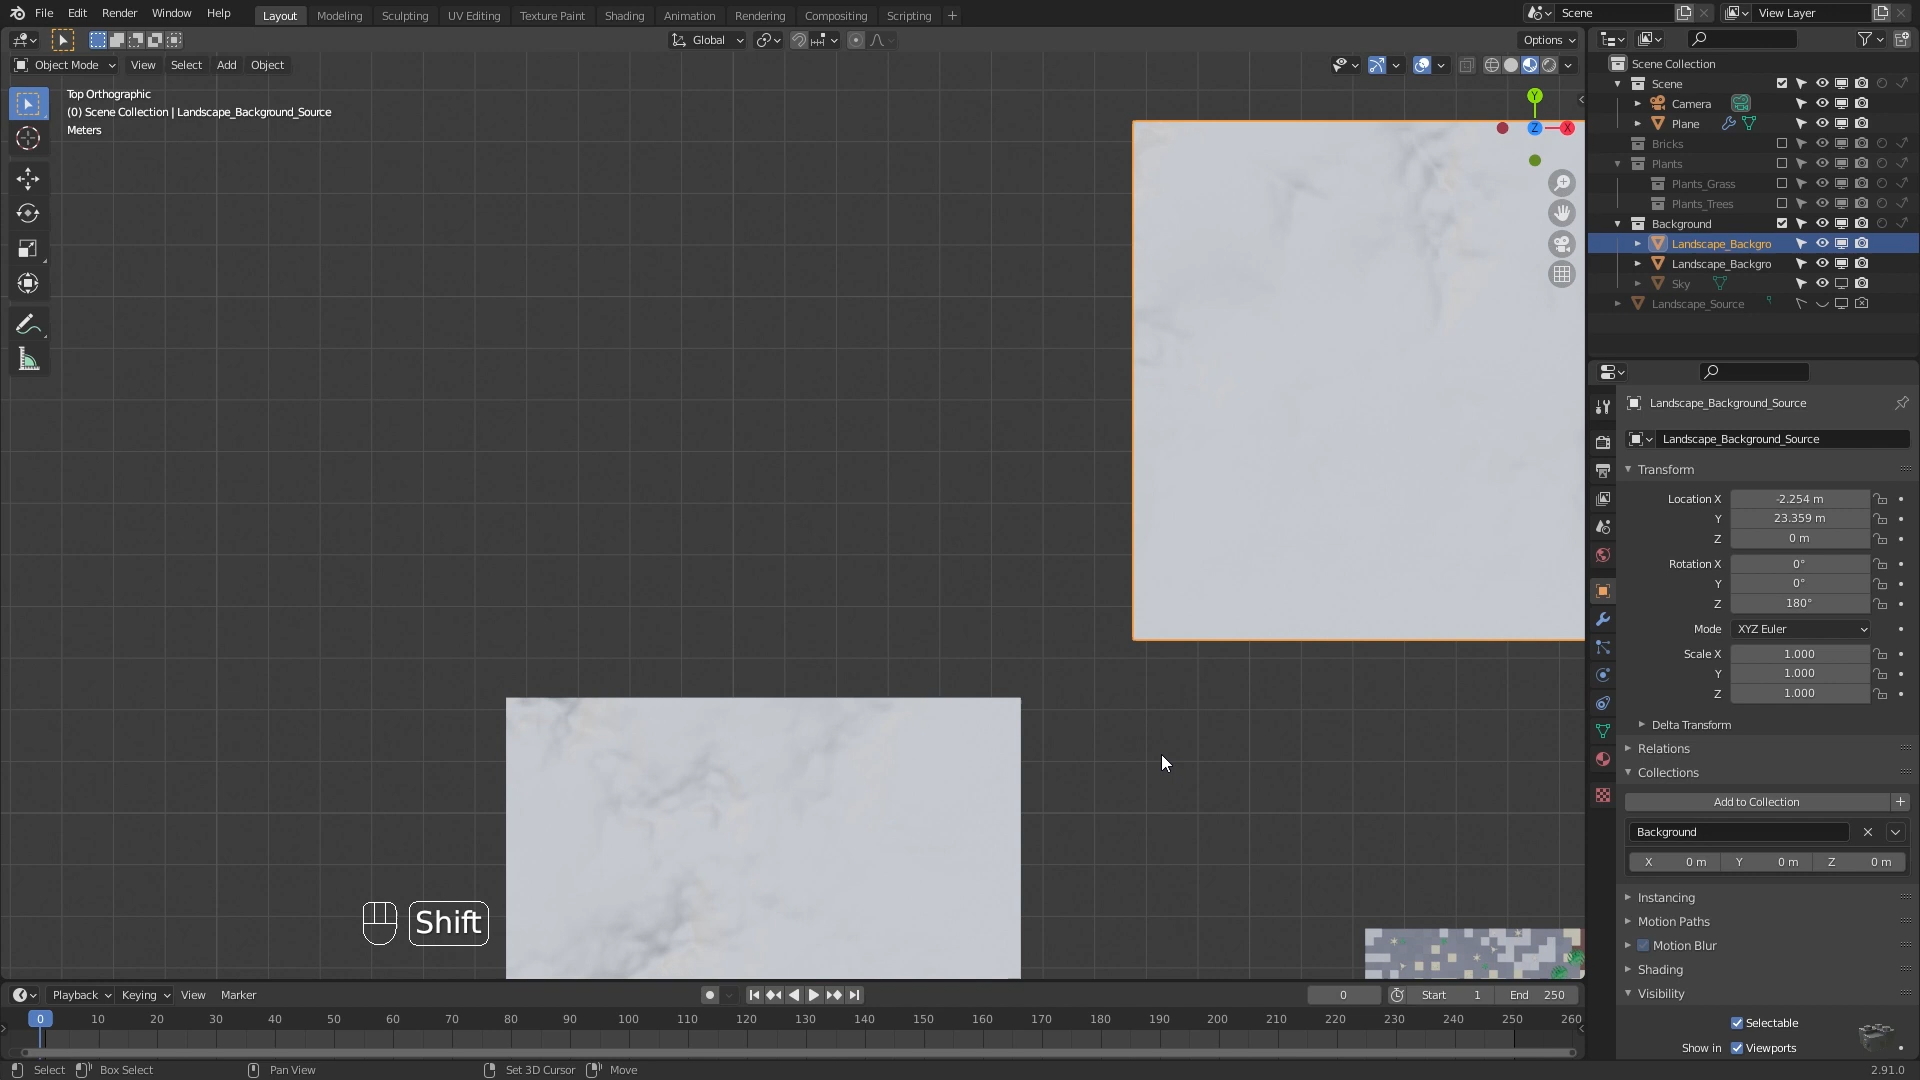 File Edit Render Window Help
Layout Modeling Sculpting UV Editing Texture Paint Shading Animation Rendering Compositing Scripting +
Scene
View Layer
Global
Options
Object Mode View Select Add Object
Top Orthographic
(0) Scene Collection | Landscape_Background_Source
Meters
Y
Z
X
Scene Collection
Scene
Camera
Plane
Bricks
Plants
Plants_Grass
Plants_Trees
Background
Landscape_Backgro
Landscape_Backgro
Sky
Landscape_Source
Landscape_Background_Source
Landscape_Background_Source
Transform
Location X -2.254 m
Y 23.359 m
Z 0 m
Rotation X 0°
Y 0°
Z 180°
Mode XYZ Euler
Scale X 1.000
Y 1.000
Z 1.000
Delta Transform
Relations
Collections
Add to Collection
Background
X 0 m Y 0 m Z 0 m
Instancing
Motion Paths
Motion Blur
Shading
Visibility
Selectable
Show in Viewports
Shift
Playback Keying View Marker
0 Start 1 End 250
0 10 20 30 40 50 60 70 80 90 100 110 120 130 140 150 160 170 180 190 200 210 220 230 240 250 260
Select Box Select Pan View Set 3D Cursor Move
2.91.0